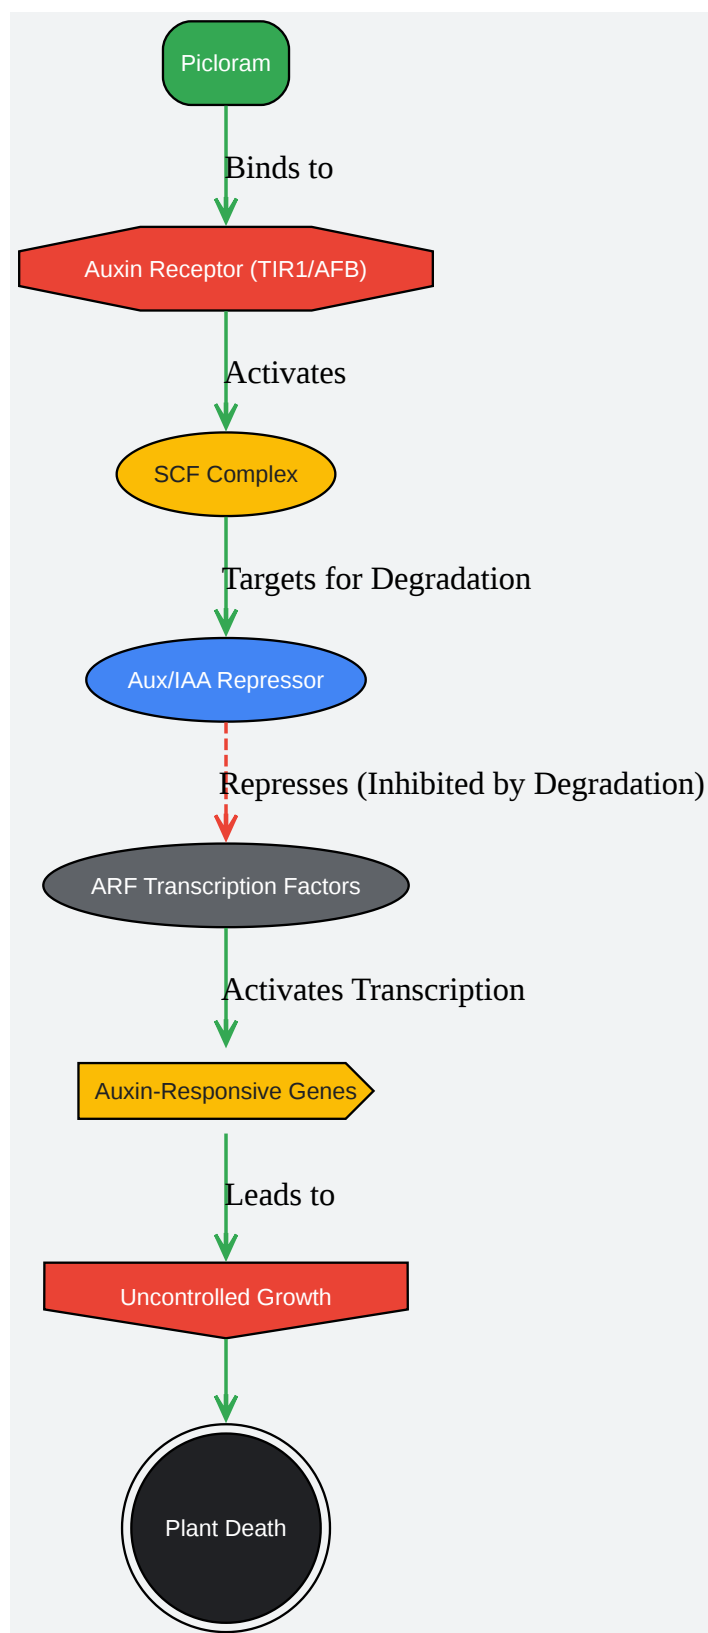 Picloram
Binds to
Auxin Receptor (TIR1/AFB)
Activates
SCF Complex
Targets for Degradation
Aux/IAA Repressor
Represses (Inhibited by Degradation)
ARF Transcription Factors
Activates Transcription
Auxin-Responsive Genes
Leads to
Uncontrolled Growth
Plant Death